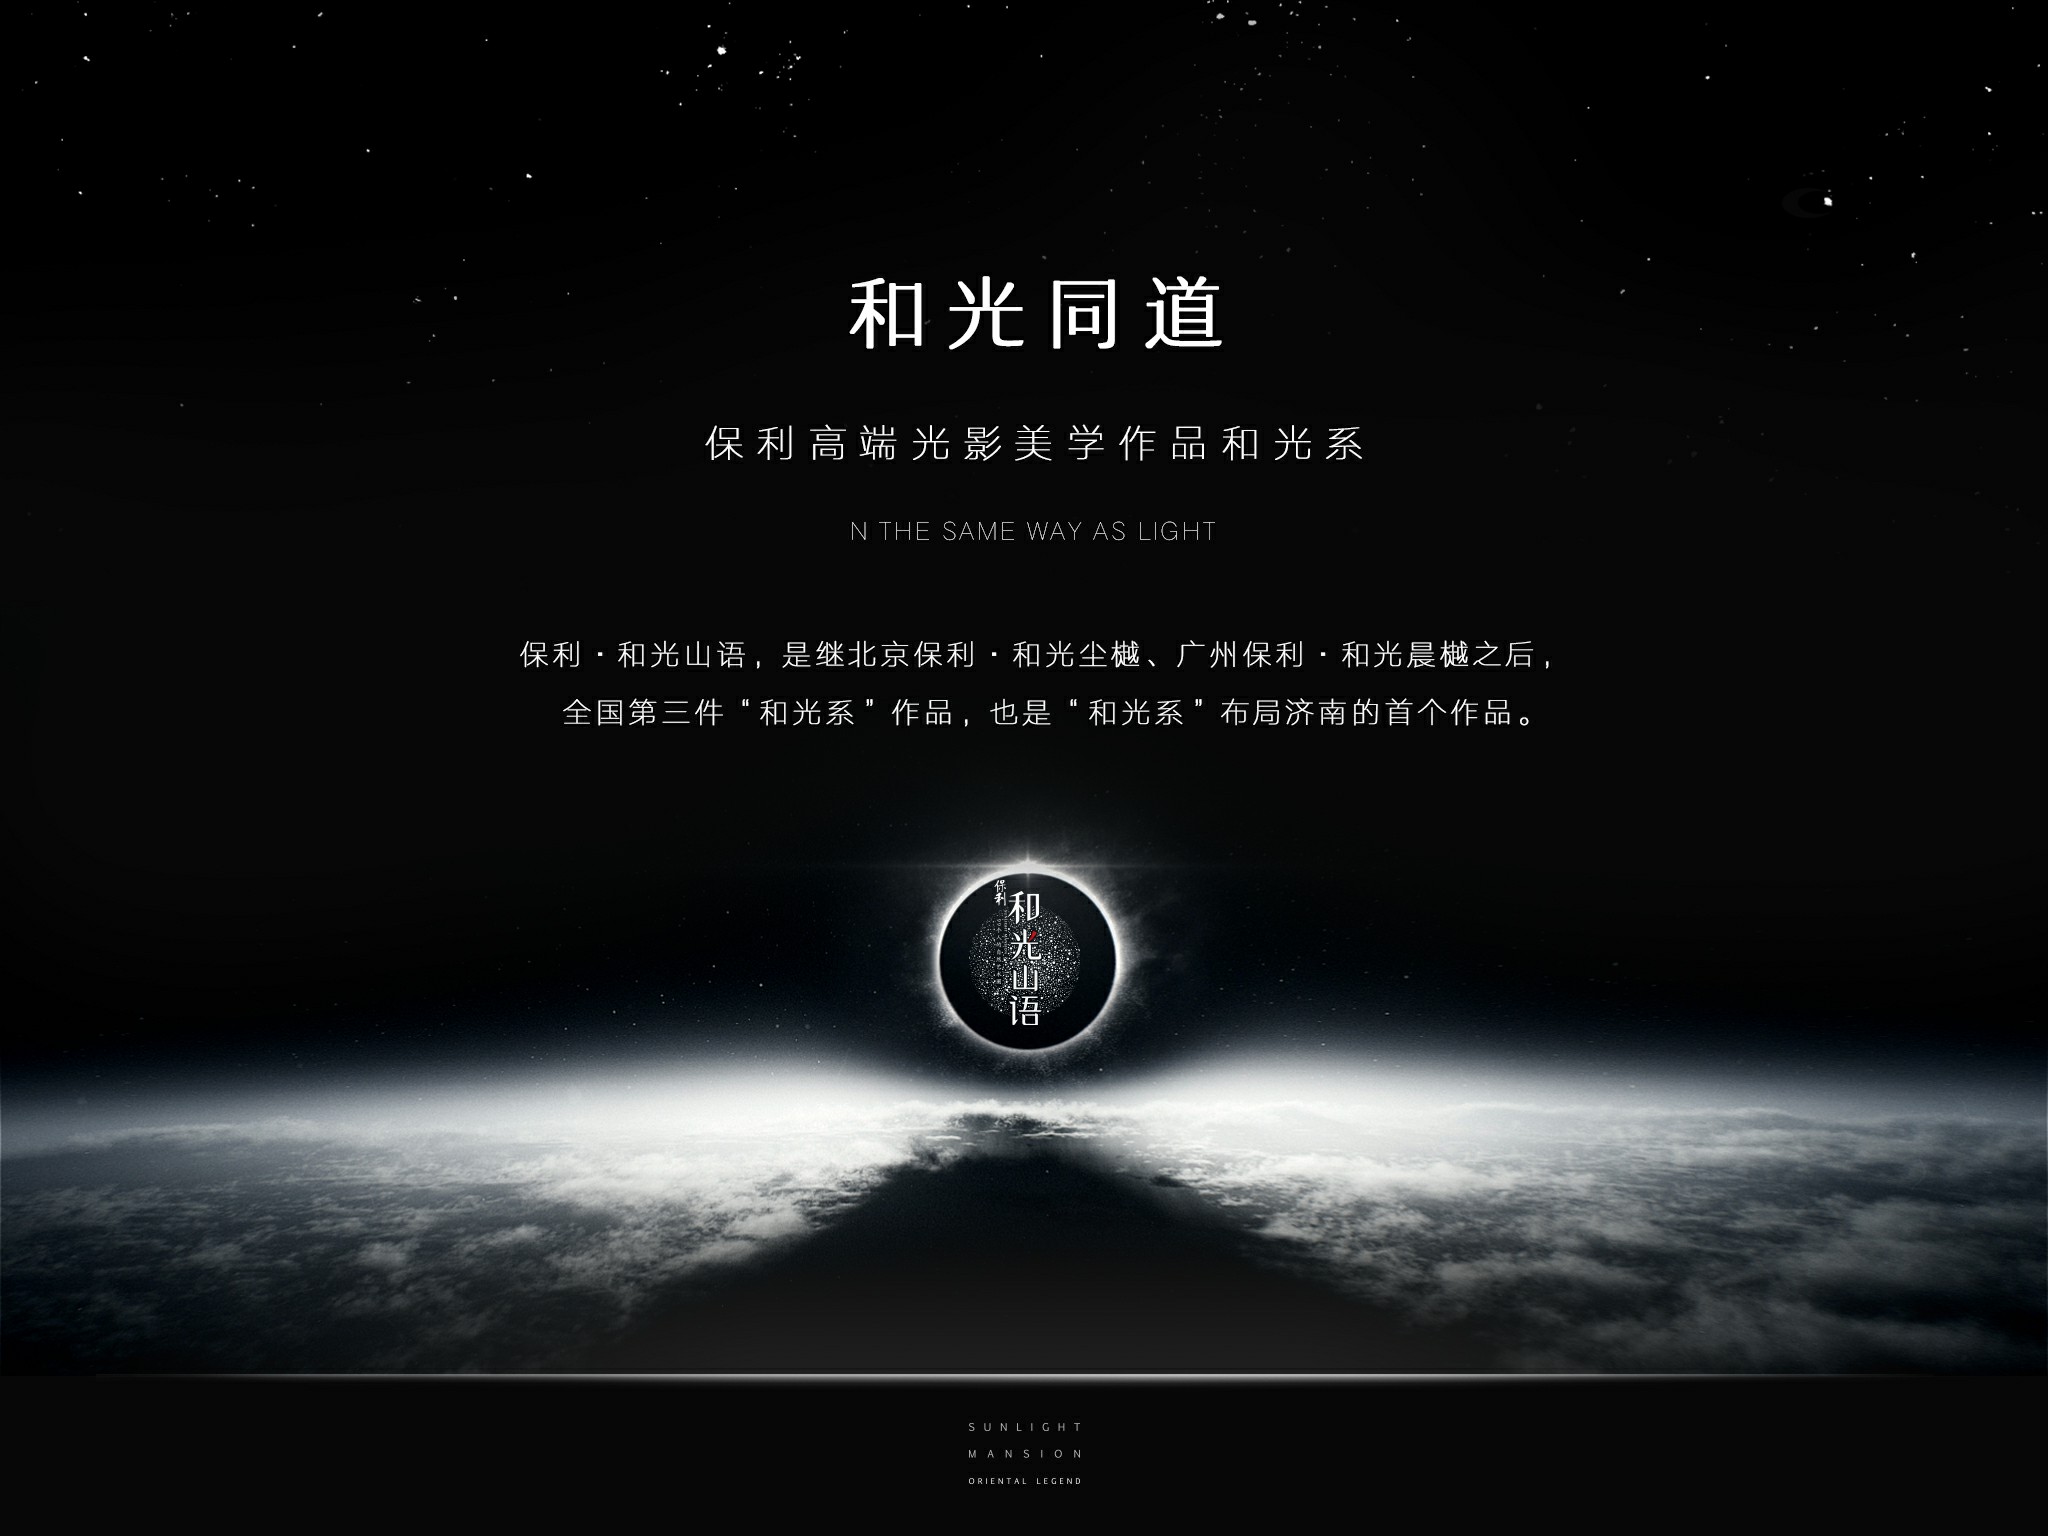 和光同道
保利高端光影美学作品和光系
N THE SAME WAY AS LIGHT
保利·和光山语，是继北京保利·和光尘樾、广州保利·和光晨樾之后，
全国第三件“和光系”作品，也是“和光系”布局济南的首个作品。
保利
和光山语
SUNLIGHT
MANSION
ORIENTAL LEGEND